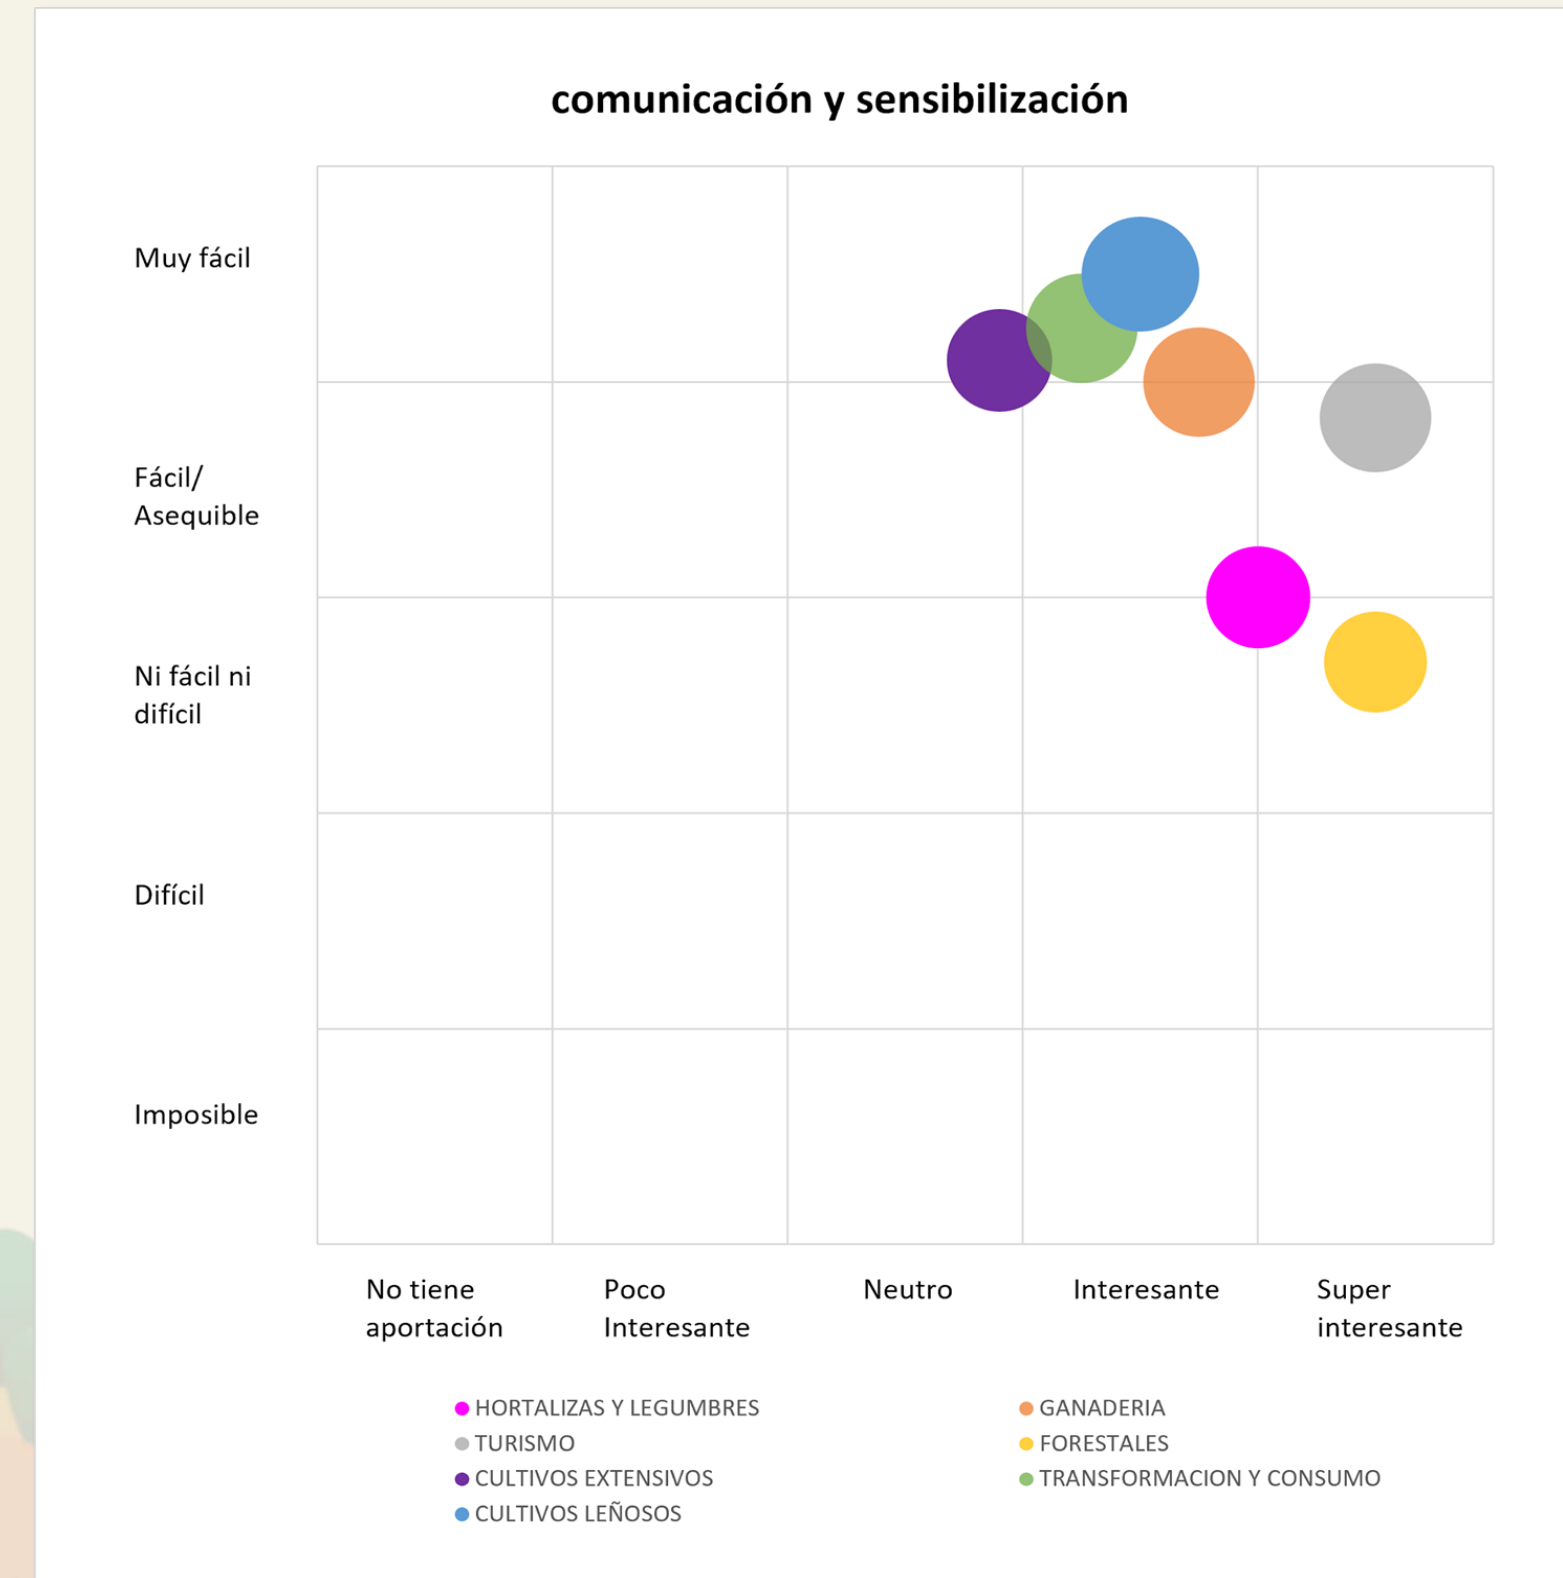 comunicación y sensibilización
Muy fácil
Fácil/
Asequible
Ni fácil ni
difícil
Difícil
Imposible
No tiene
aportación
Poco
Interesante
Neutro
Interesante
Super
interesante
HORTALIZAS Y LEGUMBRES
GANADERIA
TURISMO
FORESTALES
CULTIVOS EXTENSIVOS
TRANSFORMACION Y CONSUMO
CULTIVOS LEÑOSOS